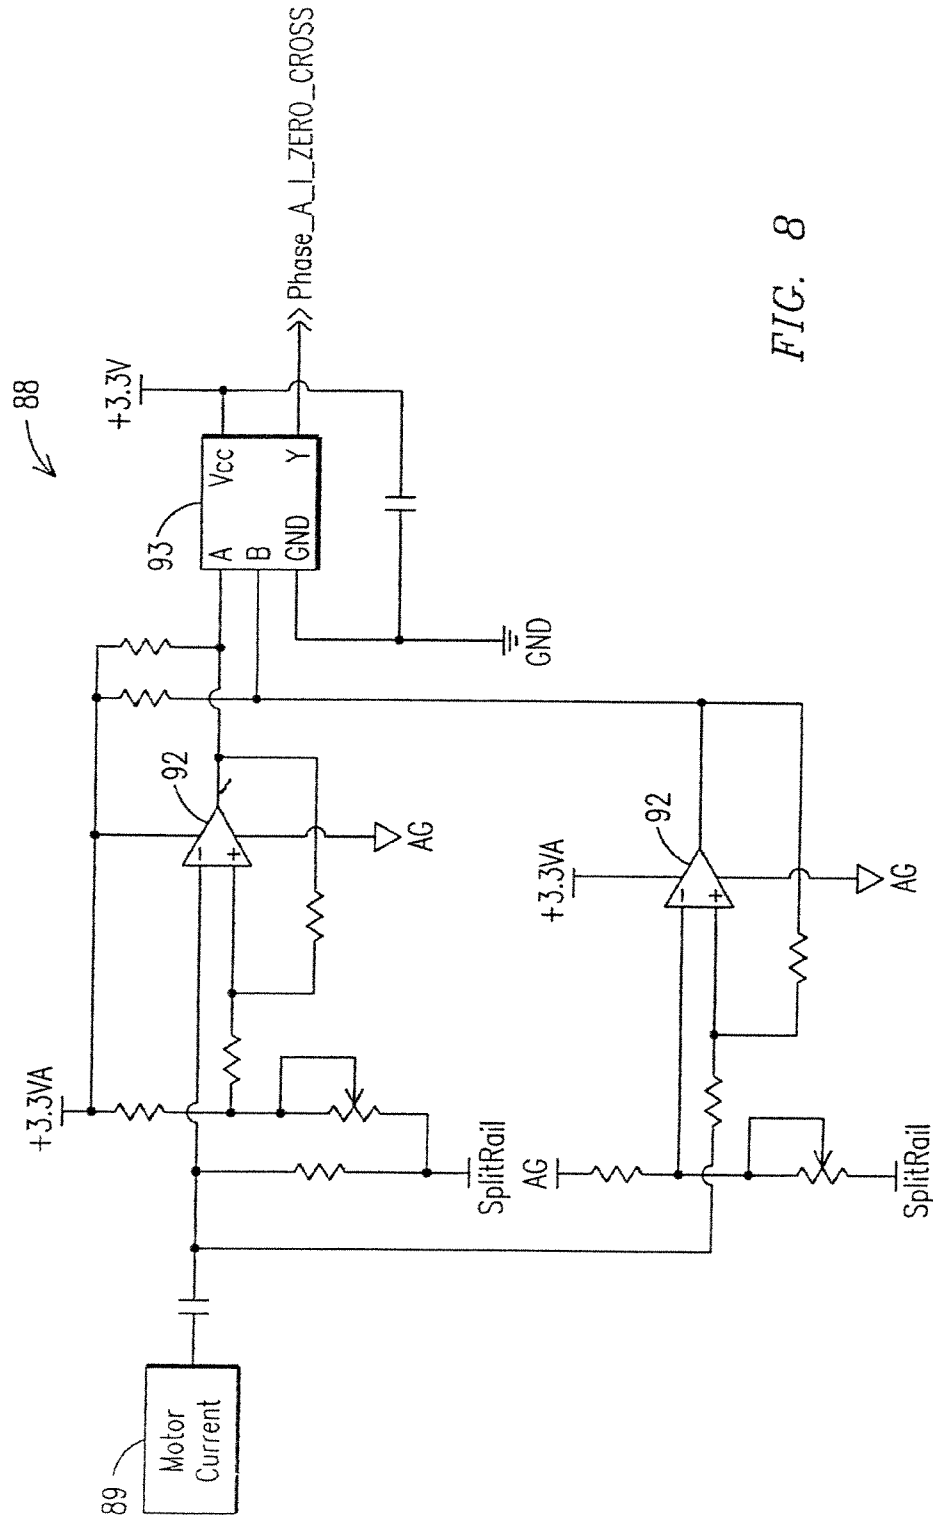 88
+3.3V
Phase_A_I_ZERO_CROSS
93
A
Vcc
B
GND
Y
GND
+3.3VA
92
−
+
AG
89
Motor
Current
SplitRail
+3.3VA
92
−
+
AG
AG
SplitRail
FIG. 8